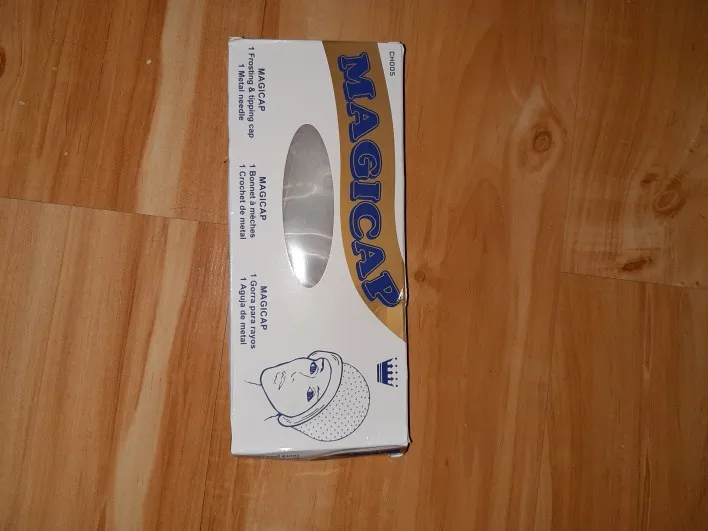 CH005
MAGICAP
MAGICAP
1 Frosting & tipping cap
1 Metal needle
MAGICAP
1 Bonnet à mèches
1 Crochet de metal
MAGICAP
1 Gorra para rayos
1 Aguja de metal